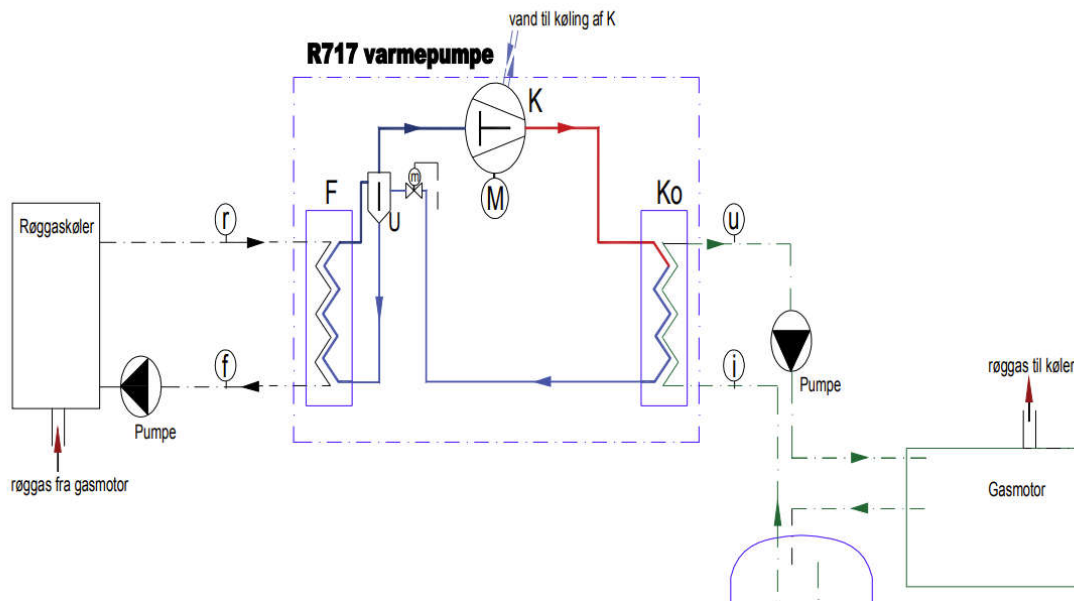 vand til køling af K
R717 varmepumpe
K
M
m
F
U
Ko
Røggaskøler
r
f
Pumpe
røggas fra gasmotor
u
i
Pumpe
røggas til køler
Gasmotor